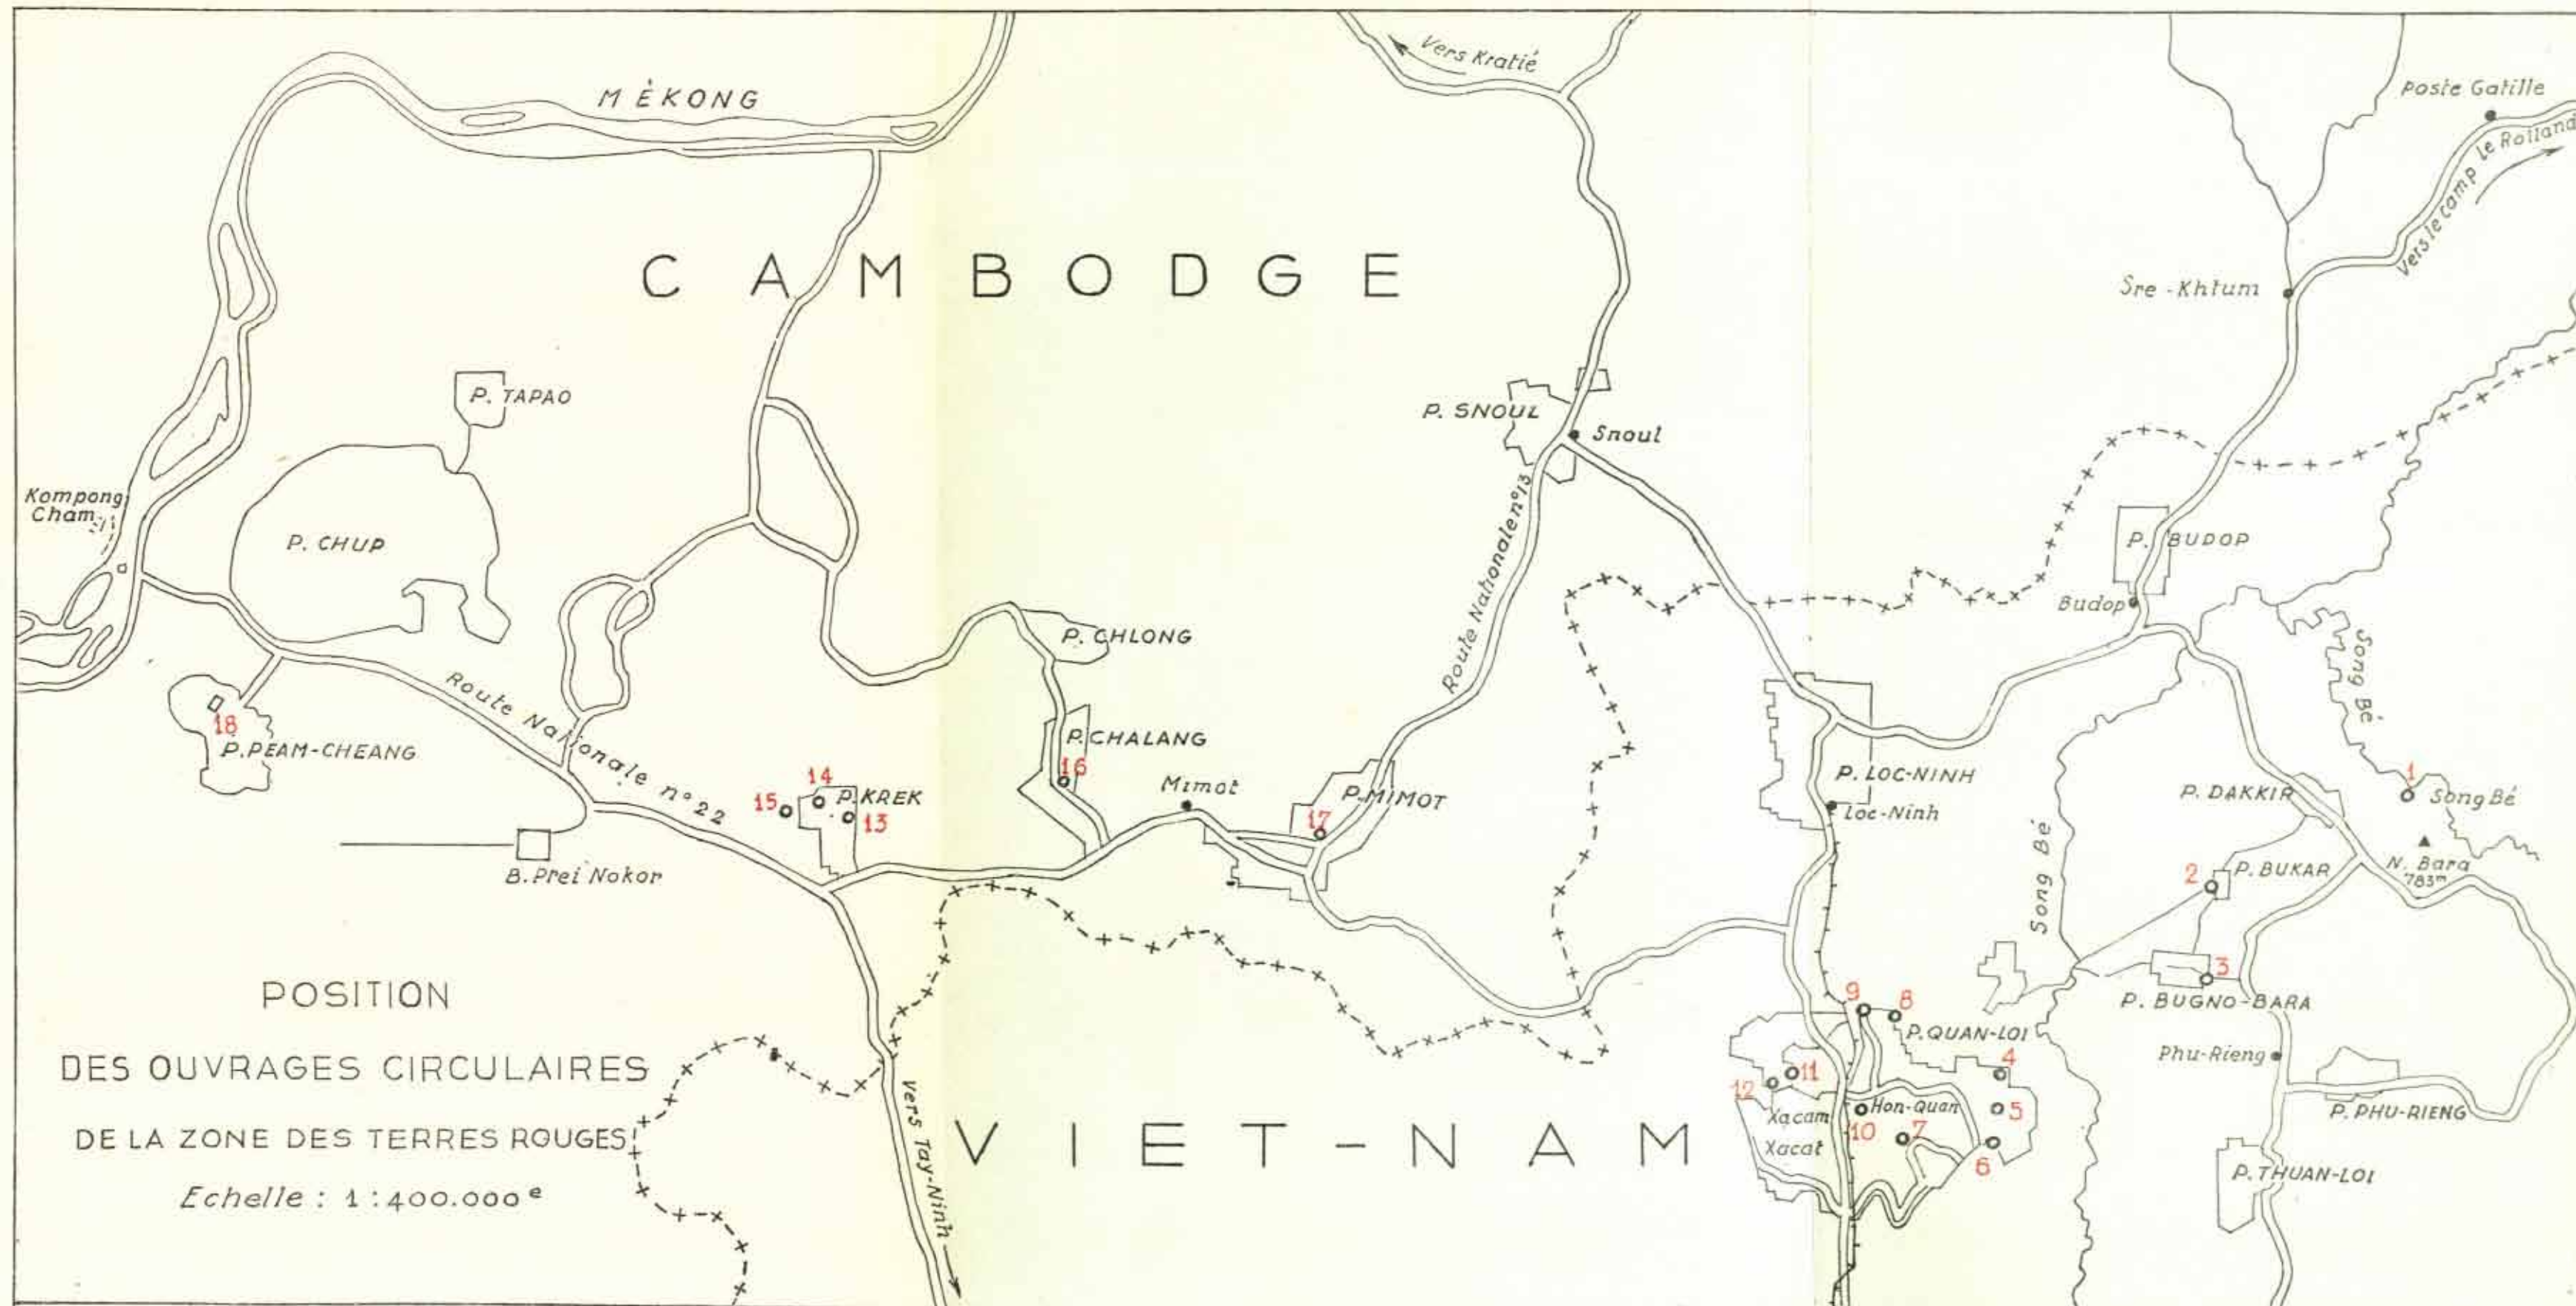 MÈKONG
Vers Kratié
Poste Gatille
Vers le camp Le Rolland
CAMBODGE
Sre-Khtum
P. TAPAO
P. SNOUL
Snoul
Kompong
Cham
P. CHUP
Route Nationale n°13
P. BUDOP
Budop
P. CHLONG
Song Bé
Route Nationale n° 22
18
P. PEAM-CHEANG
P. CHALANG
16
14
15
P. KREK
13
Mimot
P. MIMOT
17
P. LOC-NINH
Loc-Ninh
P. DAKKIR
1
Song Bé
B. Prei Nokor
Song Bé
2
P. BUKAR
N. Bara
783m
3
P. BUGNO-BARA
9
8
P. QUAN-LOI
4
Phu-Rieng
11
12
Xacam
Hon-Quan
5
10
7
Xacat
6
P. PHU-RIENG
P. THUAN-LOI
VIET-NAM
Vers Tay-Ninh
POSITION
DES OUVRAGES CIRCULAIRES
DE LA ZONE DES TERRES ROUGES
Echelle : 1:400.000e